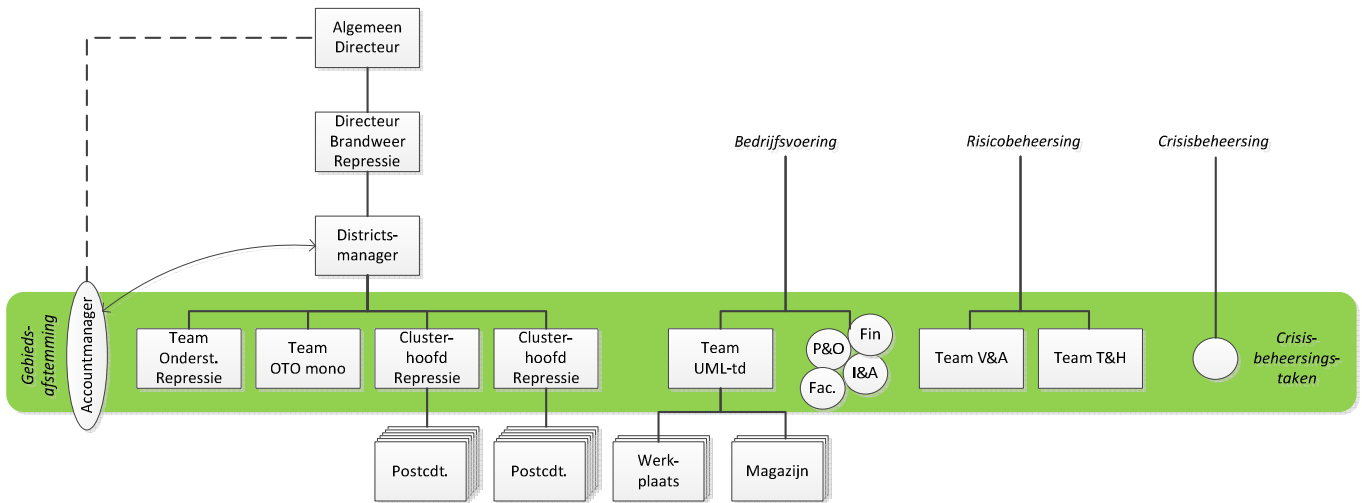 Algemeen
Directeur
Directeur
Brandweer
Repressie
Bedrijfsvoering
Risicobeheersing
Crisisbeheersing
Districts-
manager
Gebieds-
afstemming
Accountmanager
Team
Onderst.
Repressie
Team
OTO mono
Cluster-
hoofd
Repressie
Cluster-
hoofd
Repressie
Team
UML-td
P&O
Fin
I&A
Fac.
Team V&A
Team T&H
Crisis-
beheersings-
taken
Postcdt.
Postcdt.
Werk-
plaats
Magazijn